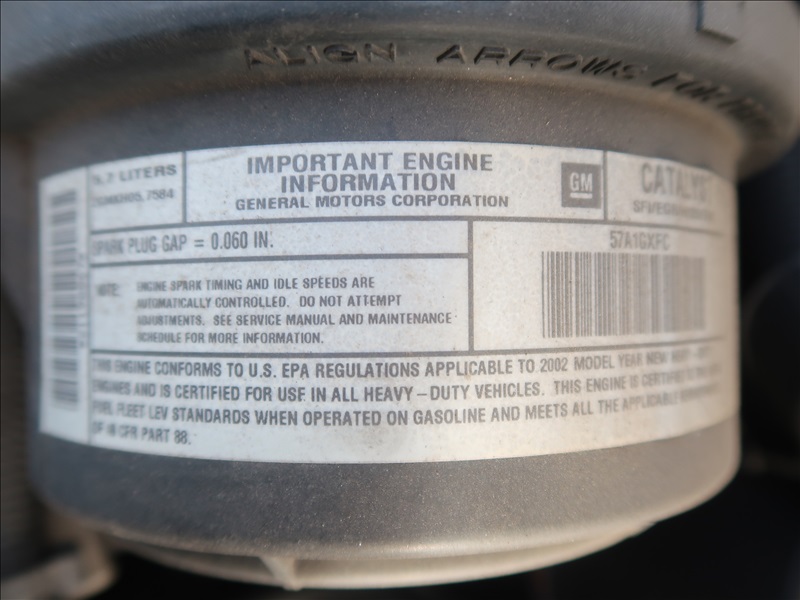 ALIGN ARROWS FOR
5.7 LITERS
IMPORTANT ENGINE
INFORMATION
GENERAL MOTORS CORPORATION
GM
SPARK PLUG GAP = 0.060 IN.
57A1GXFC
NOTE: ENGINE SPARK TIMING AND IDLE SPEEDS ARE
AUTOMATICALLY CONTROLLED. DO NOT ATTEMPT
ADJUSTMENTS. SEE SERVICE MANUAL AND MAINTENANCE
SCHEDULE FOR MORE INFORMATION.
THIS ENGINE CONFORMS TO U.S. EPA REGULATIONS APPLICABLE TO 2002 MODEL YEAR NEW
ENGINES AND IS CERTIFIED FOR USE IN ALL HEAVY-DUTY VEHICLES. THIS ENGINE IS CERTIFIED TO
FUEL FLEET LEV STANDARDS WHEN OPERATED ON GASOLINE AND MEETS ALL THE APPLICABLE
OF 40 CFR PART 88.